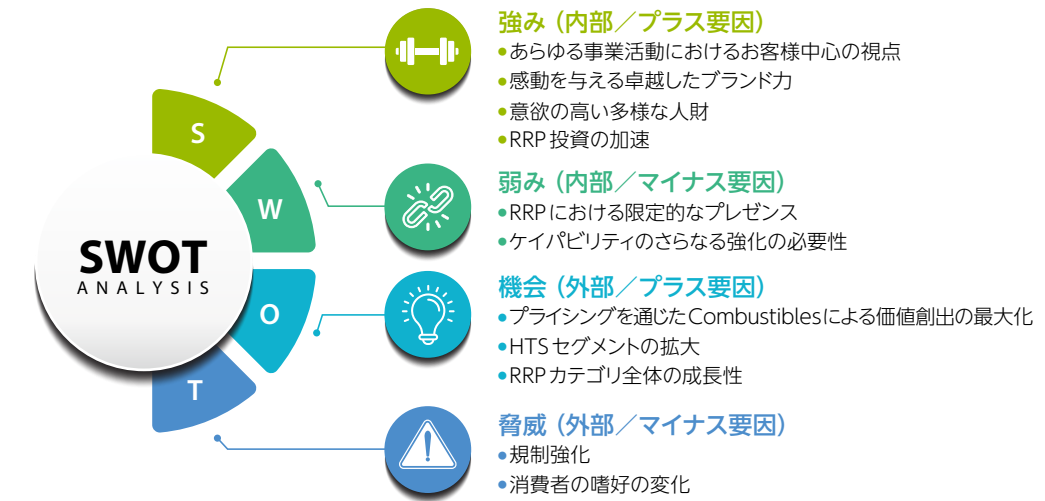 強み（内部／プラス要因）
●あらゆる事業活動におけるお客様中心の視点
●感動を与える卓越したブランド力
●意欲の高い多様な人財
●RRP 投資の加速
S
弱み（内部／マイナス要因）
●RRPにおける限定的なプレゼンス
●ケイパビリティのさらなる強化の必要性
W
SWOT
ANALYSIS
機会（外部／プラス要因）
●プライシングを通じたCombustiblesによる価値創出の最大化
●HTS セグメントの拡大
●RRP カテゴリ全体の成長性
O
T
脅威（外部／マイナス要因）
●規制強化
●消費者の嗜好の変化